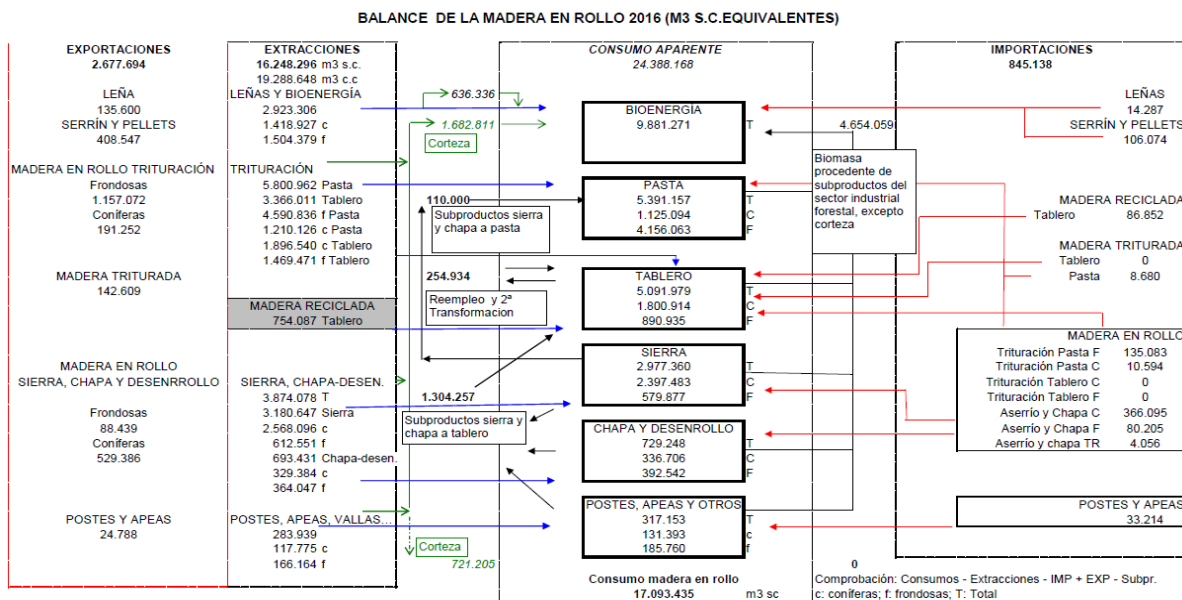 BALANCE DE LA MADERA EN ROLLO 2016 (M3 S.C.EQUIVALENTES)
EXPORTACIONES
2.677.694
LEÑA
135.600
SERRÍN Y PELLETS
408.547
MADERA EN ROLLO TRITURACIÓN
Frondosas
1.157.072
Coníferas
191.252
MADERA TRITURADA
142.609
MADERA EN ROLLO
SIERRA, CHAPA Y DESENRROLLO
Frondosas
88.439
Coníferas
529.386
POSTES Y APEAS
24.788
EXTRACCIONES
16.248.296 m3 s.c.
19.288.648 m3 c.c
LEÑAS Y BIOENERGÍA
2.923.306
1.418.927 c
1.504.379 f
TRITURACIÓN
5.800.962 Pasta
3.366.011 Tablero
4.590.836 f Pasta
1.210.126 c Pasta
1.896.540 c Tablero
1.469.471 f Tablero
MADERA RECICLADA
754.087 Tablero
SIERRA, CHAPA-DESEN.
3.874.078 T
3.180.647 Sierra
2.568.096 c
612.551 f
693.431 Chapa-desen.
329.384 c
364.047 f
POSTES, APEAS, VALLAS...
283.939
117.775 c
166.164 f
636.336
1.682.811
Corteza
110.000
Subproductos sierra
y chapa a pasta
254.934
Reempleo y 2ª
Transformacion
1.304.257
Subproductos sierra y
chapa a tablero
Corteza
721.205
CONSUMO APARENTE
24.388.168
BIOENERGÍA
9.881.271 T
PASTA
5.391.157 T
1.125.094 C
4.156.063 F
TABLERO
5.091.979 T
1.800.914 C
890.935 F
SIERRA
2.977.360 T
2.397.483 C
579.877 F
CHAPA Y DESENROLLO
729.248 T
336.706 C
392.542 F
POSTES, APEAS Y OTROS
317.153 T
131.393 c
185.760 f
Consumo madera en rollo
17.093.435 m3 sc
4.654.059
Biomasa
procedente de
subproductos del
sector industrial
forestal, excepto
corteza
0
Comprobación: Consumos - Extracciones - IMP + EXP - Subpr.
c: coníferas; f: frondosas; T: Total
IMPORTACIONES
845.138
LEÑAS
14.287
SERRÍN Y PELLETS
106.074
MADERA RECICLADA
Tablero 86.852
MADERA TRITURADA
Tablero 0
Pasta 8.680
MADERA EN ROLLO
Trituración Pasta F 135.083
Trituración Pasta C 10.594
Trituración Tablero C 0
Trituración Tablero F 0
Aserrío y Chapa C 366.095
Aserrío y Chapa F 80.205
Aserrío y chapa TR 4.056
POSTES Y APEAS
33.214